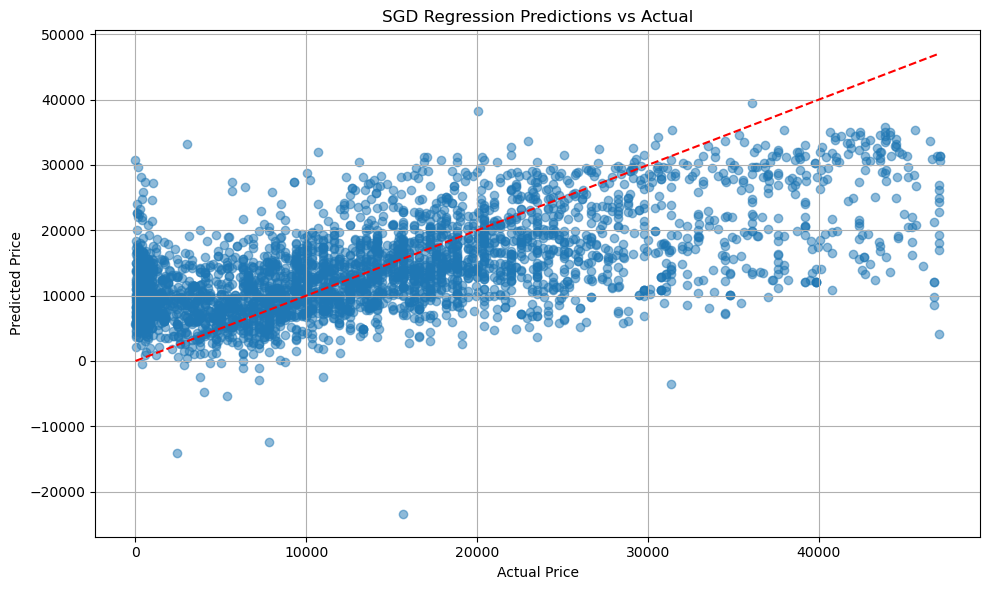 SGD Regression Predictions vs Actual
50000
40000
30000
20000
10000
0
−10000
−20000
Predicted Price
0 10000 20000 30000 40000
Actual Price